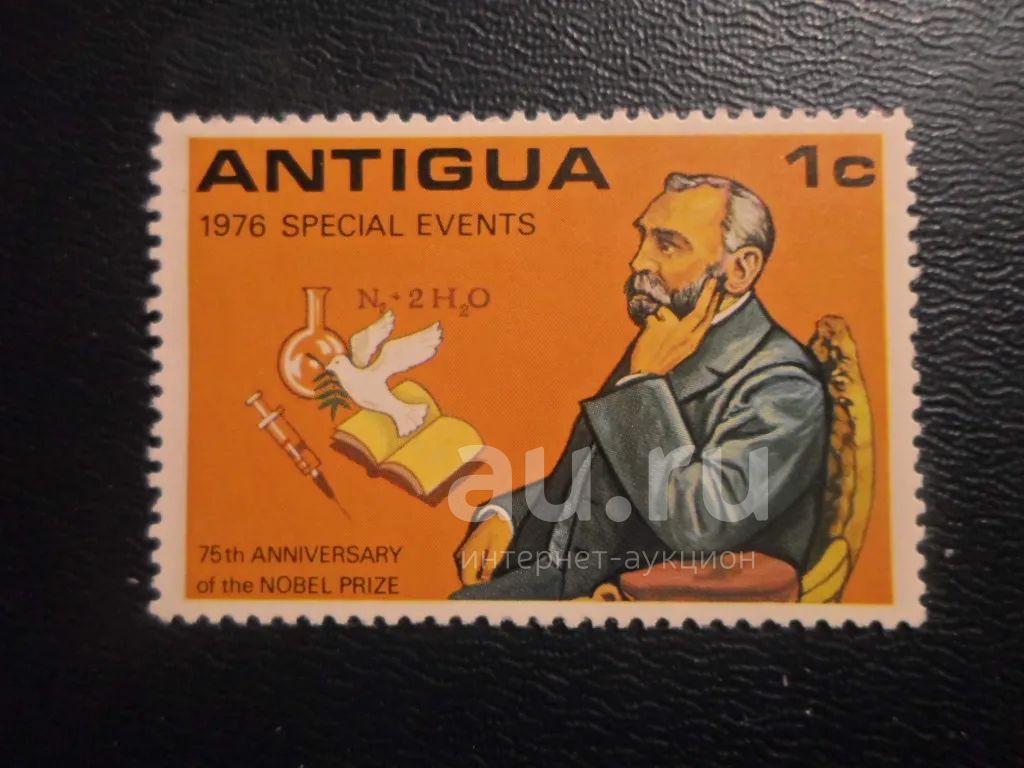 ANTIGUA 1c
1976 SPECIAL EVENTS
N₂ + 2H₂O
au.ru
интернет-аукцион
75th ANNIVERSARY
of the NOBEL PRIZE